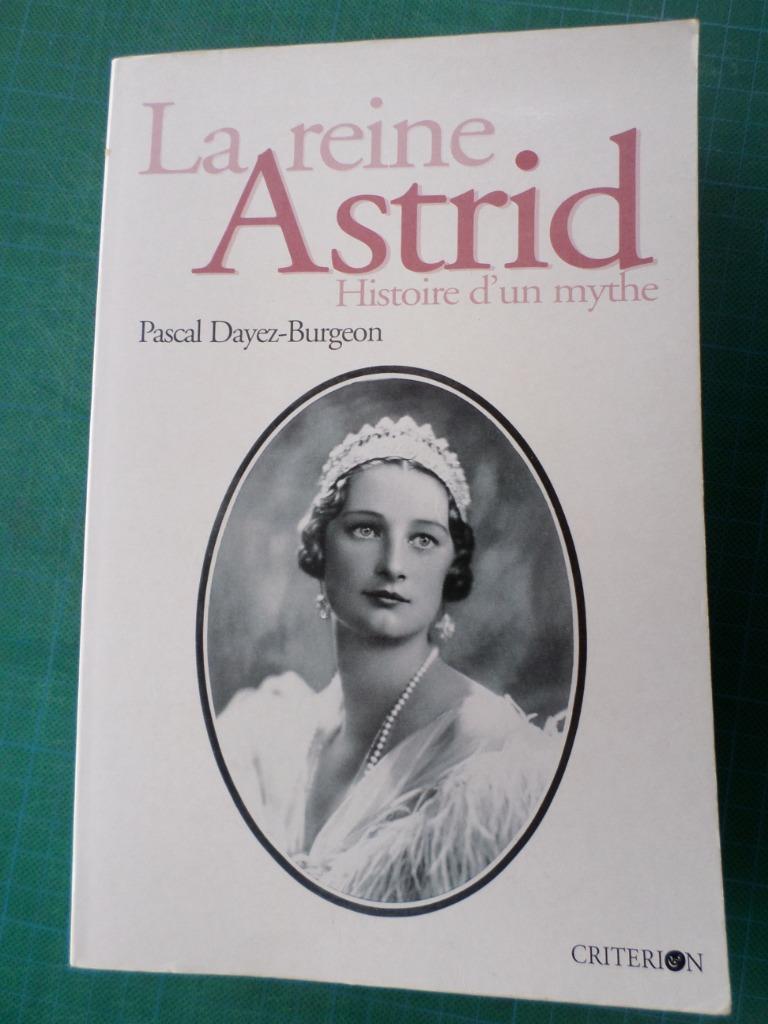 La reine
Astrid
Histoire d'un mythe
Pascal Dayez-Burgeon
CRITERION